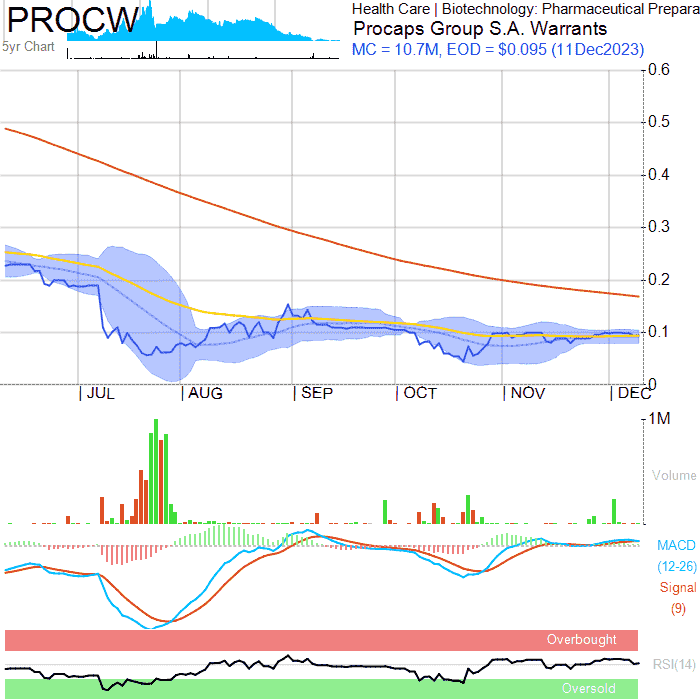 PROCW
Health Care | Biotechnology: Pharmaceutical Prepara
5yr Chart
Procaps Group S.A. Warrants
MC = 10.7M, EOD = $0.095 (11Dec2023)
0.6
0.5
0.4
0.3
0.2
0.1
0
JUL AUG SEP OCT NOV DEC
1M
Volume
MACD
(12-26)
Signal
(9)
Overbought
RSI(14)
Oversold